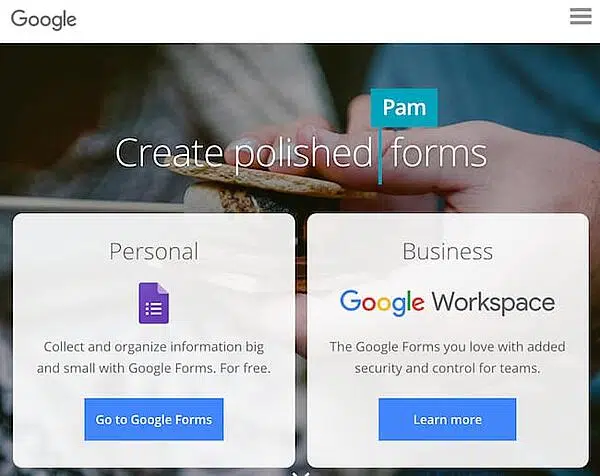 Google
Pam
Create polished forms
Personal
Collect and organize information big
and small with Google Forms. For free.
Go to Google Forms
Business
Google Workspace
The Google Forms you love with added
security and control for teams.
Learn more